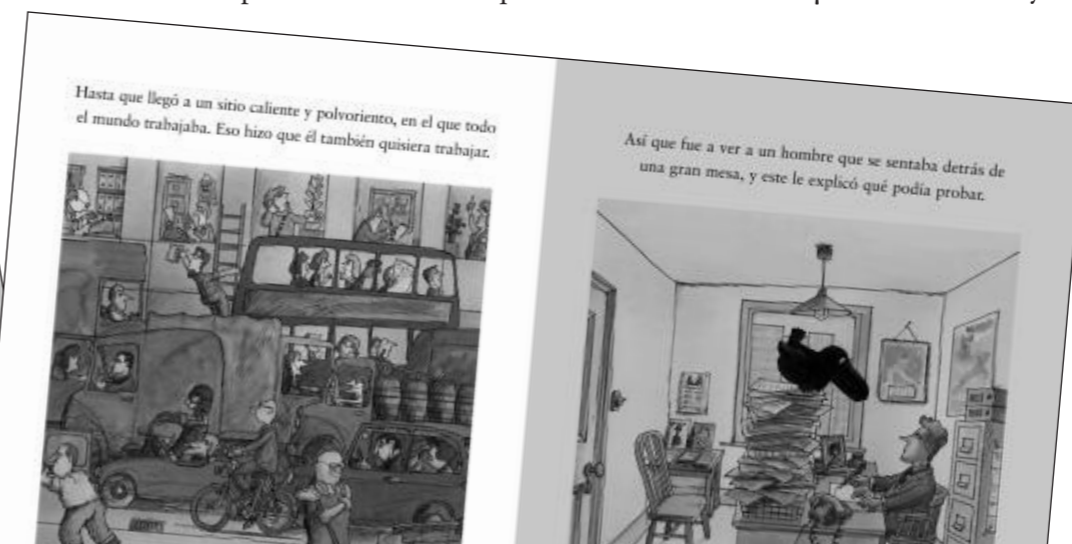 Hasta que llegó a un sitio caliente y polvoriento, en el que todo
el mundo trabajaba. Eso hizo que él también quisiera trabajar.
Así que fue a ver a un hombre que se sentaba detrás de
una gran mesa, y este le explicó qué podía probar.